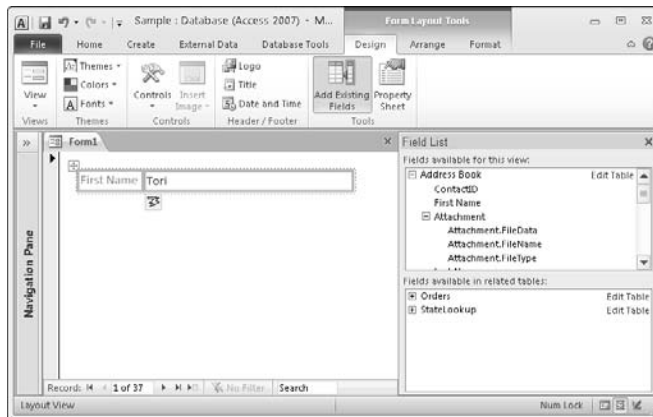 Sample : Database (Access 2007) - M...
Form Layout Tools
File Home Create External Data Database Tools Design Arrange Format
View
Views
Themes
Colors
Fonts
Themes
Controls
Insert Image
Controls
Logo
Title
Date and Time
Header / Footer
Add Existing Fields
Property Sheet
Tools
Form1
First Name Tori
Navigation Pane
Field List
Fields available for this view:
Address Book Edit Table
ContactID
First Name
Attachment
Attachment.FileData
Attachment.FileName
Attachment.FileType
Fields available in related tables:
Orders Edit Table
StateLookup Edit Table
Record: 1 of 37 No Filter Search
Layout View Num Lock